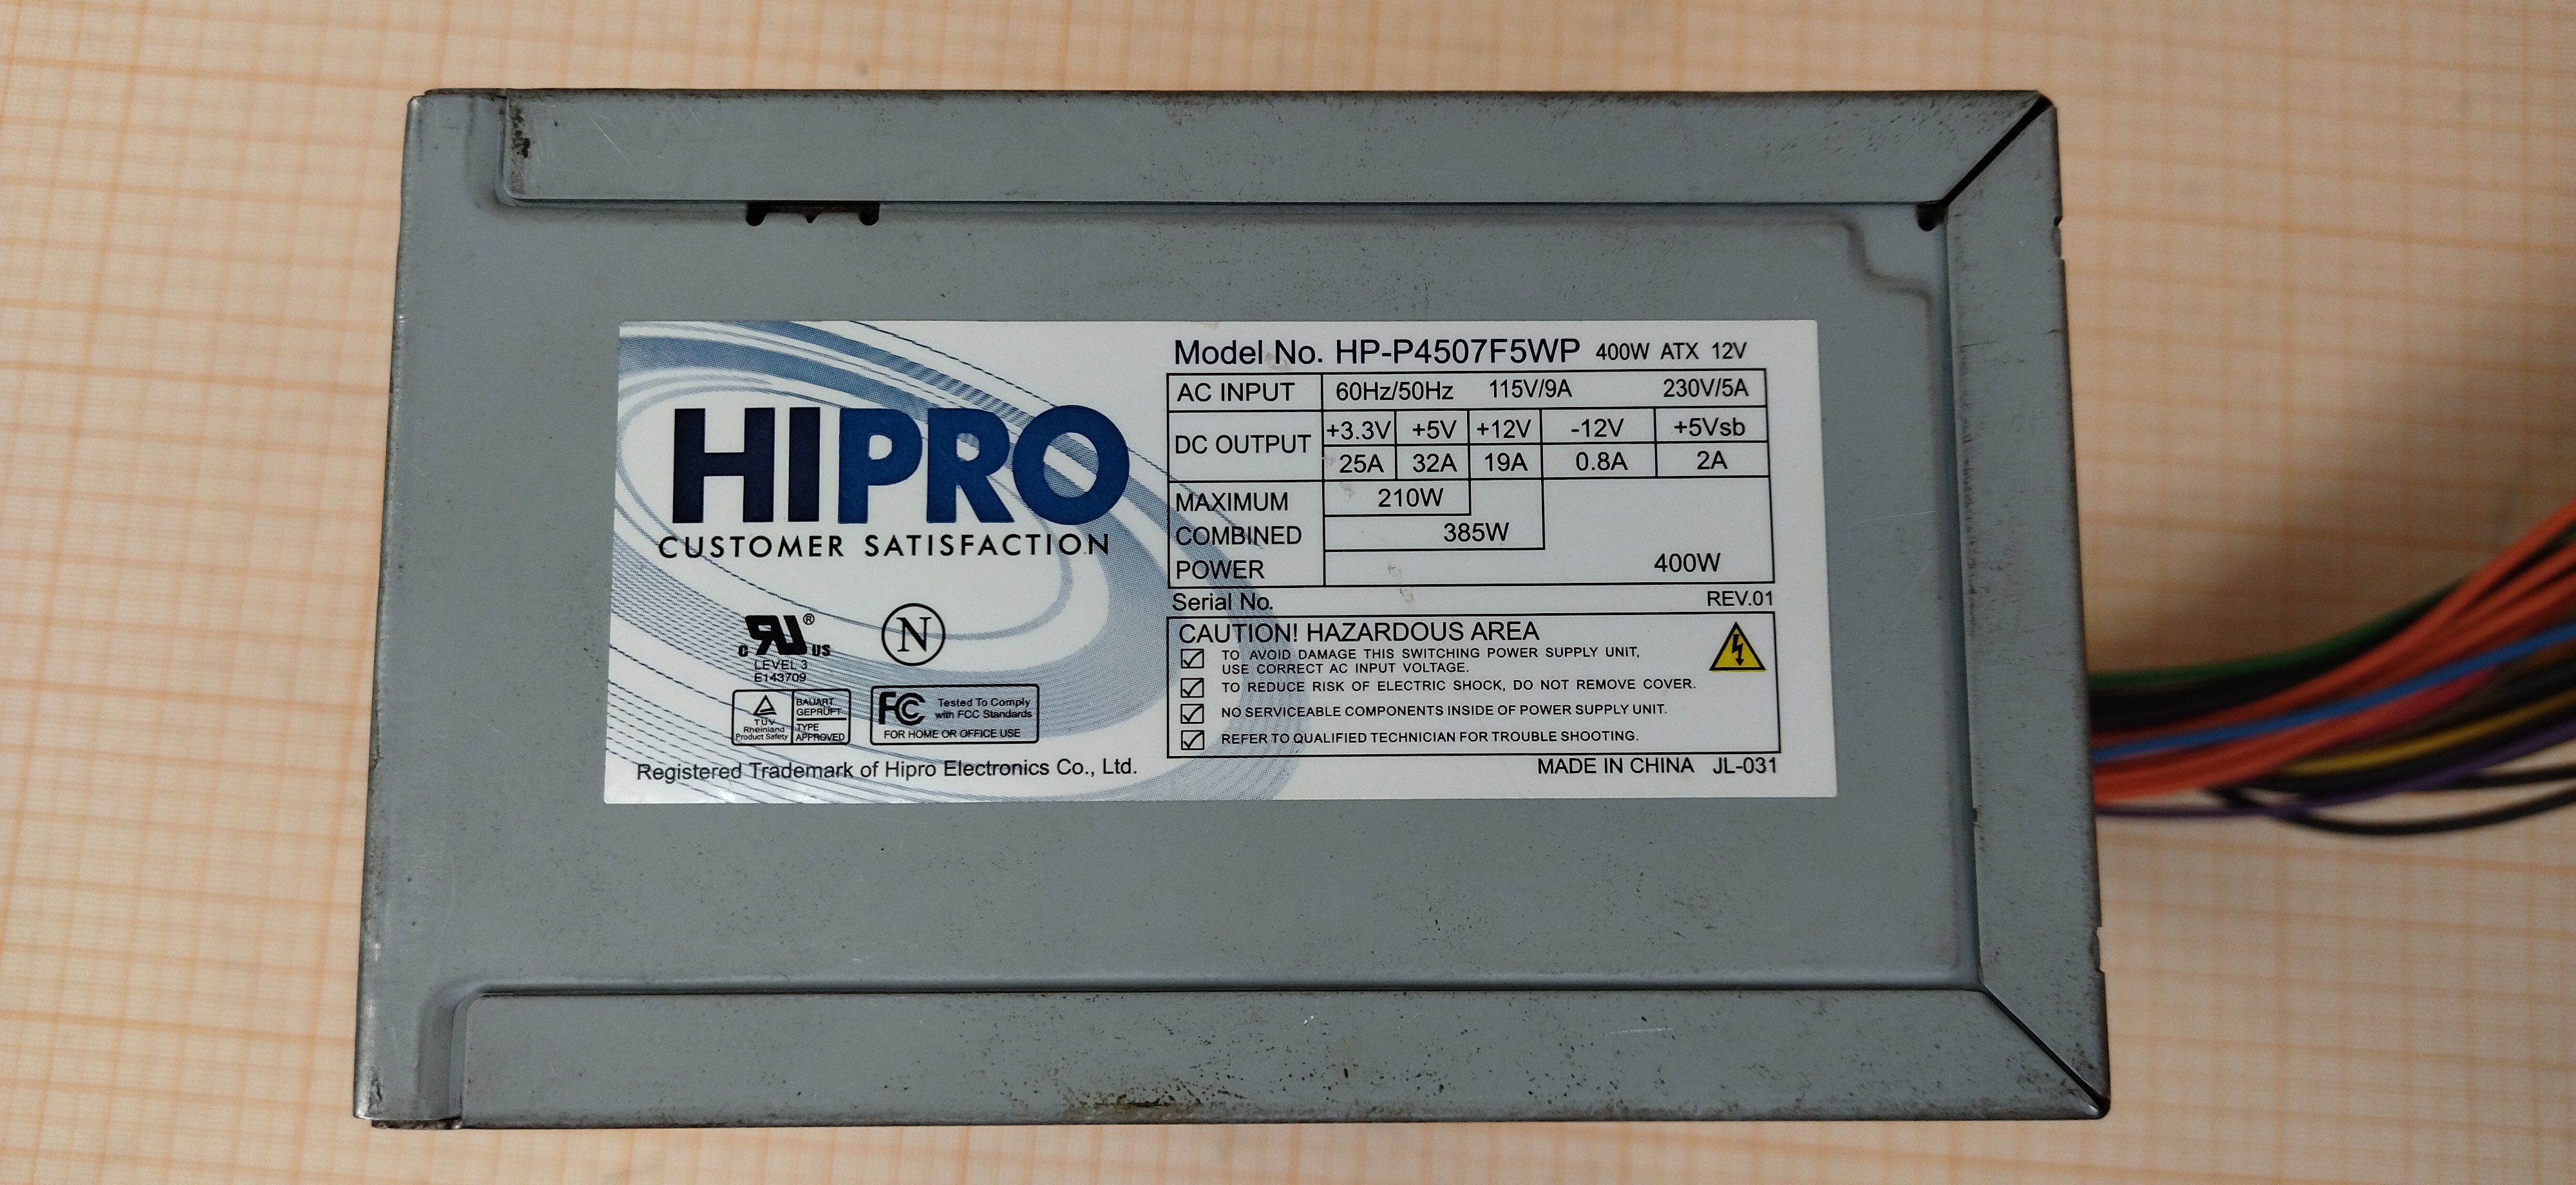 HIPRO
CUSTOMER SATISFACTION
C RU ® US
LEVEL 3
E143709
N
TÜV
Rheinland
Product Safety
BAUART
GEPRÜFT
TYPE
APPROVED
FC Tested To Comply
with FCC Standards
FOR HOME OR OFFICE USE
Registered Trademark of Hipro Electronics Co., Ltd.
Model No. HP-P4507F5WP 400W ATX 12V
AC INPUT 60Hz/50Hz 115V/9A 230V/5A
DC OUTPUT +3.3V +5V +12V -12V +5Vsb
25A 32A 19A 0.8A 2A
MAXIMUM 210W
COMBINED 385W
POWER 400W
Serial No. REV.01
CAUTION! HAZARDOUS AREA
TO AVOID DAMAGE THIS SWITCHING POWER SUPPLY UNIT,
USE CORRECT AC INPUT VOLTAGE.
TO REDUCE RISK OF ELECTRIC SHOCK, DO NOT REMOVE COVER.
NO SERVICEABLE COMPONENTS INSIDE OF POWER SUPPLY UNIT.
REFER TO QUALIFIED TECHNICIAN FOR TROUBLE SHOOTING.
MADE IN CHINA JL-031